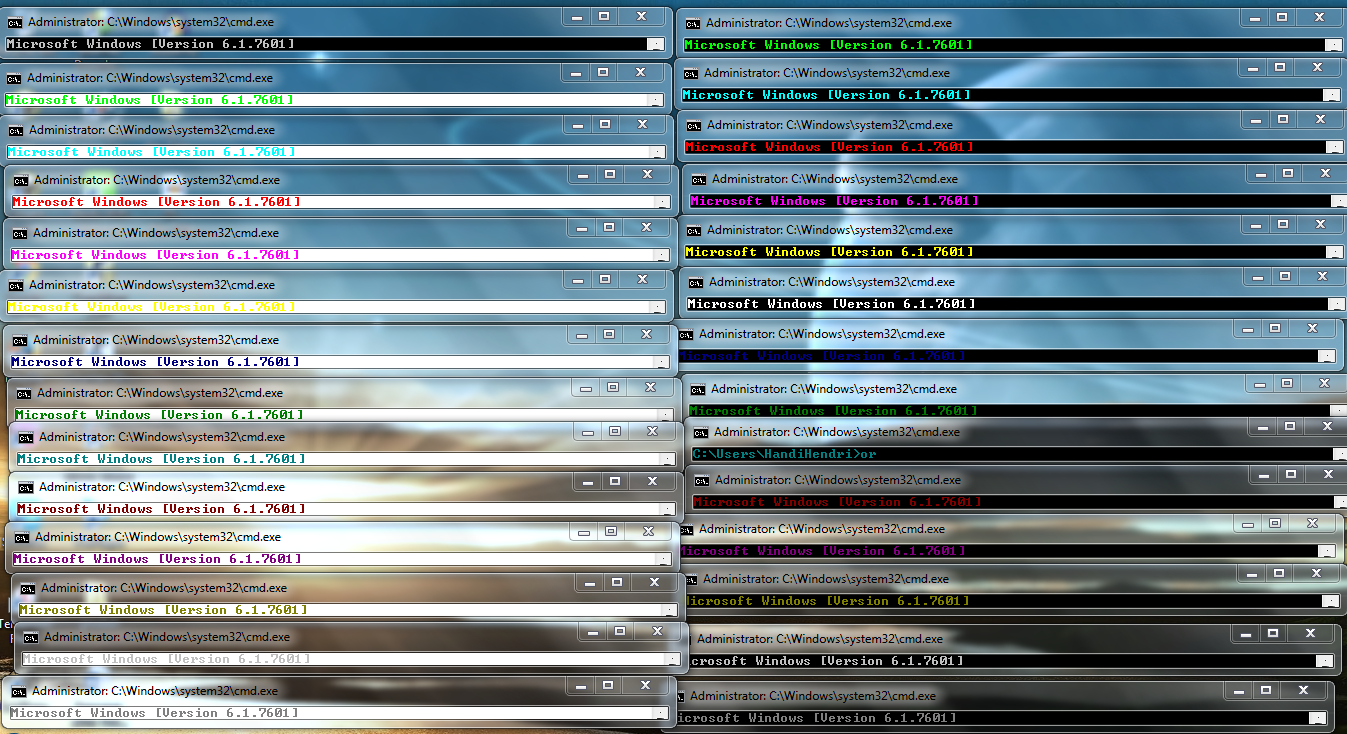 Administrator: C:\Windows\system32\cmd.exe
Microsoft Windows [Version 6.1.7601]
Administrator: C:\Windows\system32\cmd.exe
Microsoft Windows [Version 6.1.7601]
Administrator: C:\Windows\system32\cmd.exe
Microsoft Windows [Version 6.1.7601]
Administrator: C:\Windows\system32\cmd.exe
Microsoft Windows [Version 6.1.7601]
Administrator: C:\Windows\system32\cmd.exe
Microsoft Windows [Version 6.1.7601]
Administrator: C:\Windows\system32\cmd.exe
Microsoft Windows [Version 6.1.7601]
Administrator: C:\Windows\system32\cmd.exe
Microsoft Windows [Version 6.1.7601]
Administrator: C:\Windows\system32\cmd.exe
Microsoft Windows [Version 6.1.7601]
Administrator: C:\Windows\system32\cmd.exe
Microsoft Windows [Version 6.1.7601]
Administrator: C:\Windows\system32\cmd.exe
Microsoft Windows [Version 6.1.7601]
Administrator: C:\Windows\system32\cmd.exe
Microsoft Windows [Version 6.1.7601]
Administrator: C:\Windows\system32\cmd.exe
Microsoft Windows [Version 6.1.7601]
Administrator: C:\Windows\system32\cmd.exe
Microsoft Windows [Version 6.1.7601]
Administrator: C:\Windows\system32\cmd.exe
Microsoft Windows [Version 6.1.7601]
Administrator: C:\Windows\system32\cmd.exe
Microsoft Windows [Version 6.1.7601]
Administrator: C:\Windows\system32\cmd.exe
Microsoft Windows [Version 6.1.7601]
Administrator: C:\Windows\system32\cmd.exe
Microsoft Windows [Version 6.1.7601]
Administrator: C:\Windows\system32\cmd.exe
Microsoft Windows [Version 6.1.7601]
Administrator: C:\Windows\system32\cmd.exe
Microsoft Windows [Version 6.1.7601]
Administrator: C:\Windows\system32\cmd.exe
Microsoft Windows [Version 6.1.7601]
Administrator: C:\Windows\system32\cmd.exe
Microsoft Windows [Version 6.1.7601]
Administrator: C:\Windows\system32\cmd.exe
Microsoft Windows [Version 6.1.7601]
Administrator: C:\Windows\system32\cmd.exe
C:\Users\HandiHendri>or
Administrator: C:\Windows\system32\cmd.exe
Microsoft Windows [Version 6.1.7601]
Administrator: C:\Windows\system32\cmd.exe
Microsoft Windows [Version 6.1.7601]
Administrator: C:\Windows\system32\cmd.exe
icrosoft Windows [Version 6.1.7601]
Administrator: C:\Windows\system32\cmd.exe
crosoft Windows [Version 6.1.7601]
Administrator: C:\Windows\system32\cmd.exe
icrosoft Windows [Version 6.1.7601]